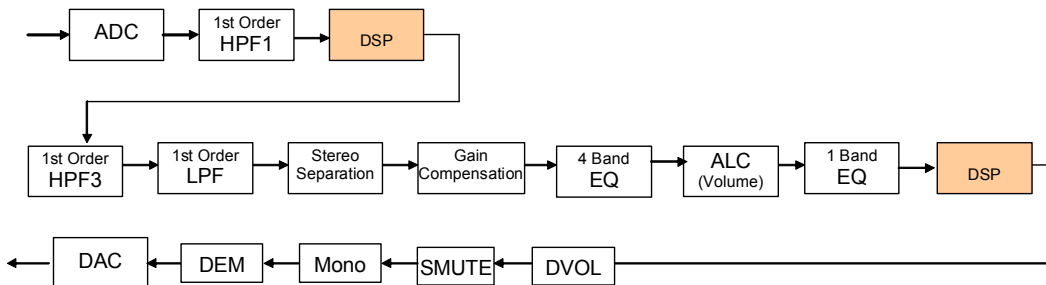 ADC
1st Order
HPF1
DSP
1st Order
HPF3
1st Order
LPF
Stereo
Separation
Gain
Compensation
4 Band
EQ
ALC
(Volume)
1 Band
EQ
DSP
DAC
DEM
Mono
SMUTE
DVOL